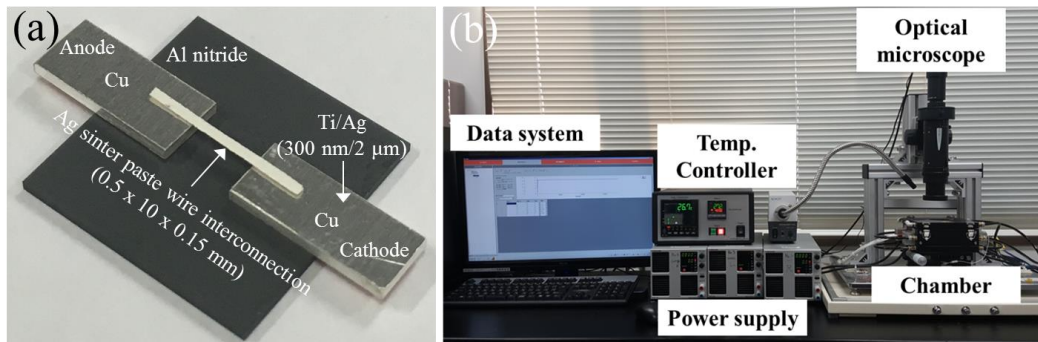 (a)
Anode
Cu
Al nitride
Ag sinter paste wire interconnection
(0.5 x 10 x 0.15 mm)
Ti/Ag
(300 nm/2 μm)
Cu
Cathode
(b)
Optical
microscope
Data system
Temp.
Controller
Power supply
Chamber